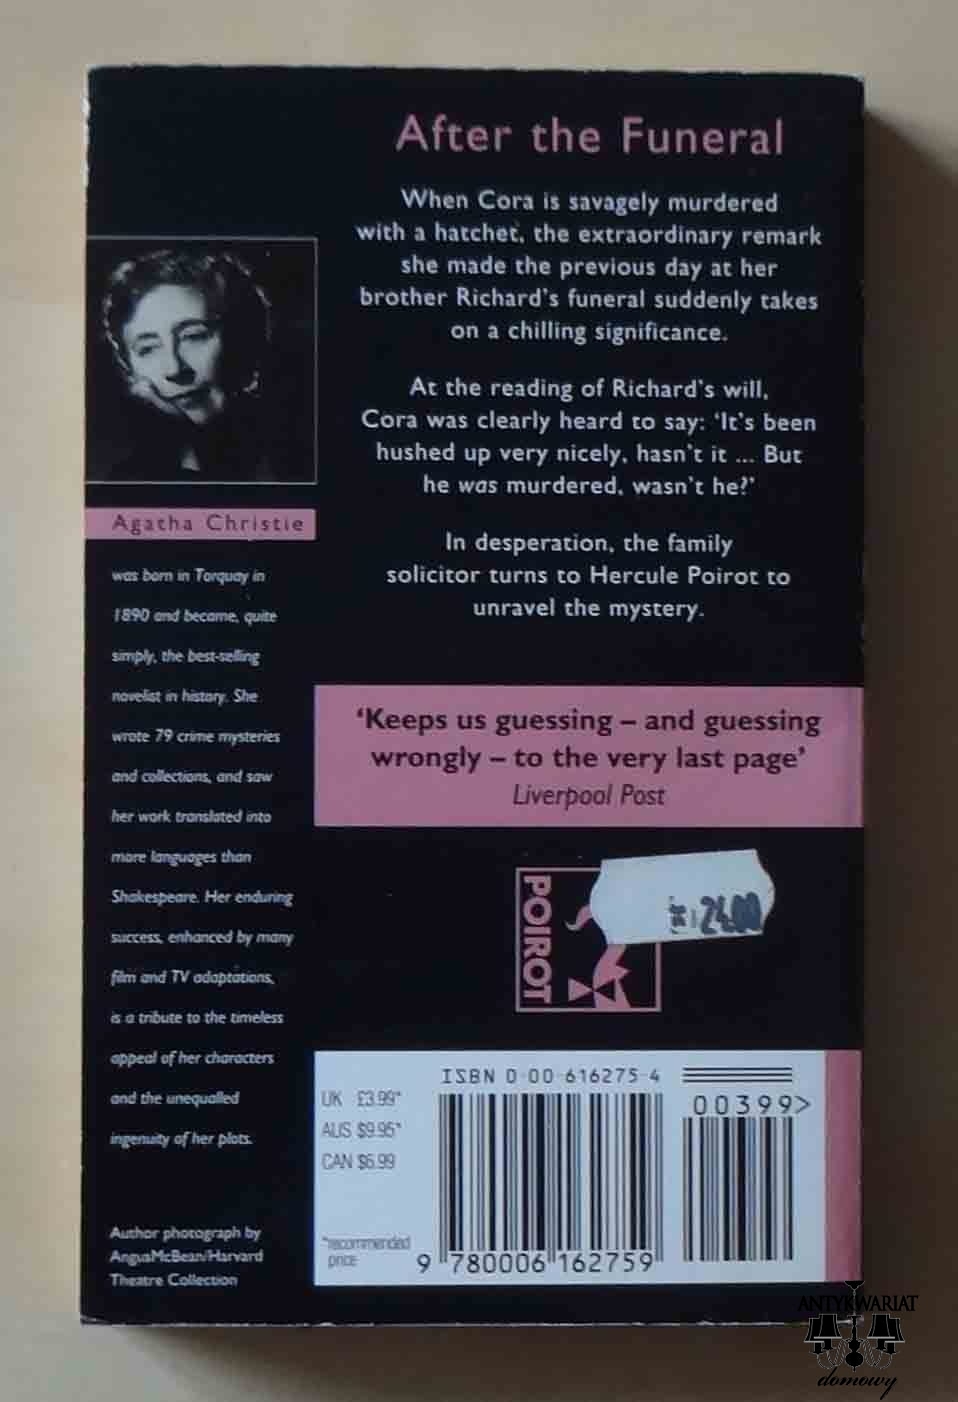 After the Funeral
When Cora is savagely murdered
with a hatchet, the extraordinary remark
she made the previous day at her
brother Richard's funeral suddenly takes
on a chilling significance.
At the reading of Richard's will,
Cora was clearly heard to say: 'It's been
hushed up very nicely, hasn't it ... But
he was murdered, wasn't he?'
In desperation, the family
solicitor turns to Hercule Poirot to
unravel the mystery.
'Keeps us guessing – and guessing
wrongly – to the very last page'
Liverpool Post
Agatha Christie
was born in Torquay in
1890 and became, quite
simply, the best-selling
novelist in history. She
wrote 79 crime mysteries
and collections, and saw
her work translated into
more languages than
Shakespeare. Her enduring
success, enhanced by many
film and TV adaptations,
is a tribute to the timeless
appeal of her characters
and the unequalled
ingenuity of her plots.
Author photograph by
AngusMcBean/Harvard
Theatre Collection
POIROT
24.00
ISBN 0-00-616275-4
UK £3.99*
AUS $9.95*
CAN $6.99
*recommended
price
00399>
9 780006 162759
ANTYKWARIAT
domowy